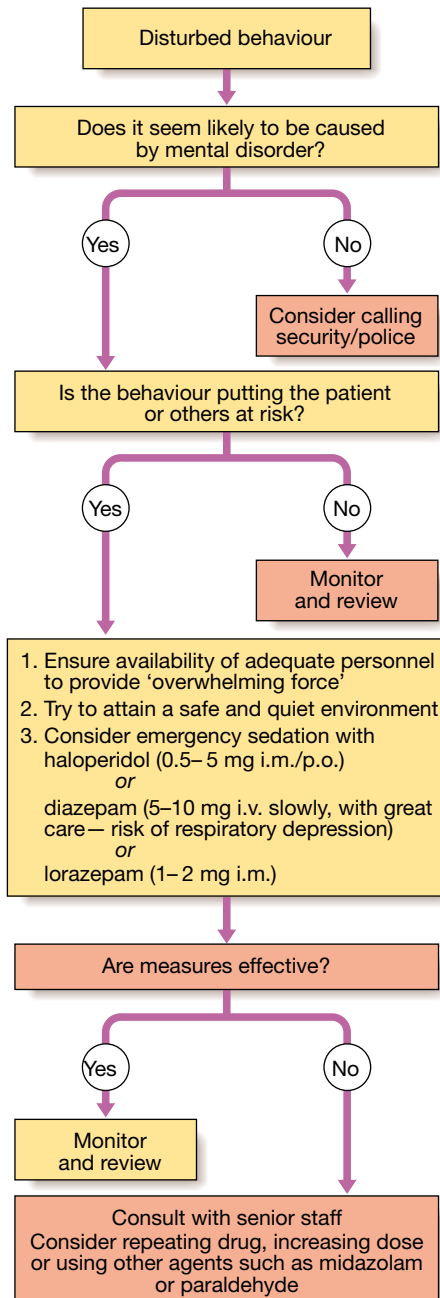 Disturbed behaviour
Does it seem likely to be caused
by mental disorder?
Yes
No
Consider calling
security/police
Is the behaviour putting the patient
or others at risk?
Yes
No
Monitor
and review
1. Ensure availability of adequate personnel
to provide ‘overwhelming force’
2. Try to attain a safe and quiet environment
3. Consider emergency sedation with
haloperidol (0.5– 5 mg i.m./p.o.)
or
diazepam (5–10 mg i.v. slowly, with great
care— risk of respiratory depression)
or
lorazepam (1– 2 mg i.m.)
Are measures effective?
Yes
No
Monitor
and review
Consult with senior staff
Consider repeating drug, increasing dose
or using other agents such as midazolam
or paraldehyde